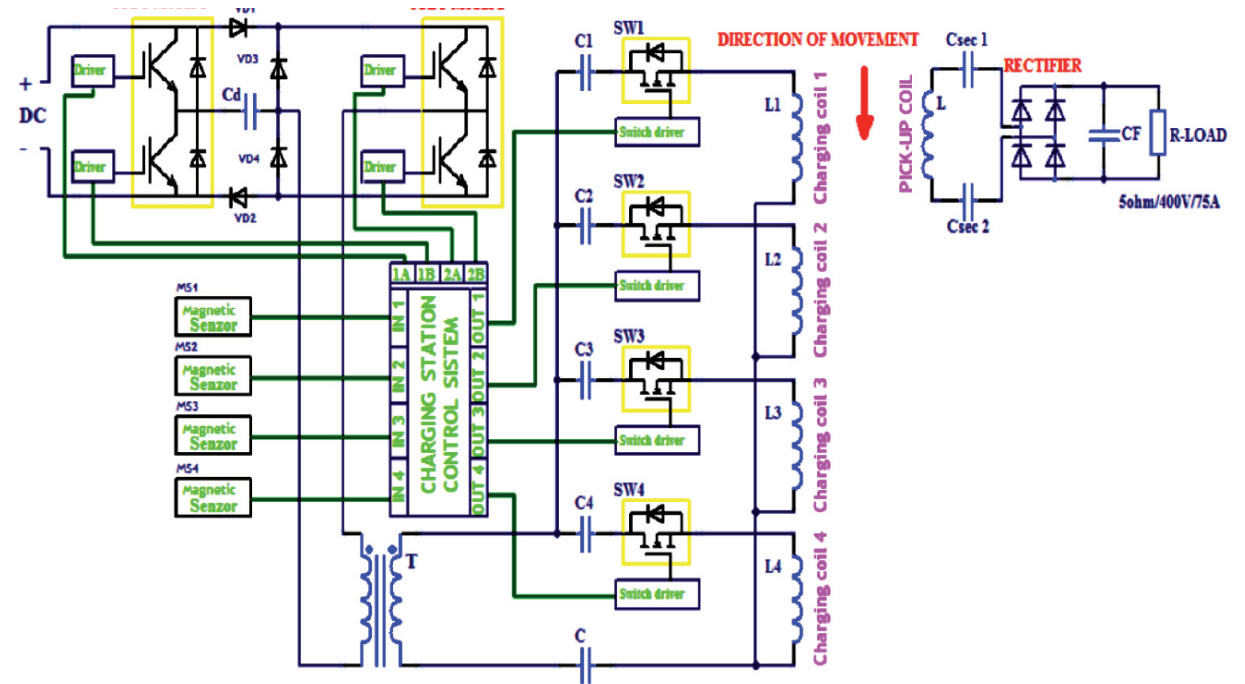 VD1
SW1
C1
DIRECTION OF MOVEMENT
Csec 1
RECTIFIER
Driver
VD3
Driver
+
DC
-
Cd
L1
Charging coil 1
PICK-UP COIL
L
CF
R-LOAD
Switch driver
Driver
VD4
Driver
SW2
5ohm/400V/75A
VD2
C2
Csec 2
L2
Charging coil 2
1A
1B
2A
2B
Switch driver
MS1
Magnetic
Senzor
IN 1
OUT 1
CHARGING STATION
CONTROL SISTEM
MS2
Magnetic
Senzor
IN 2
OUT 2
SW3
C3
MS3
Magnetic
Senzor
IN 3
OUT 3
L3
Charging coil 3
Switch driver
MS4
Magnetic
Senzor
IN 4
OUT 4
SW4
C4
T
L4
Charging coil 4
Switch driver
C